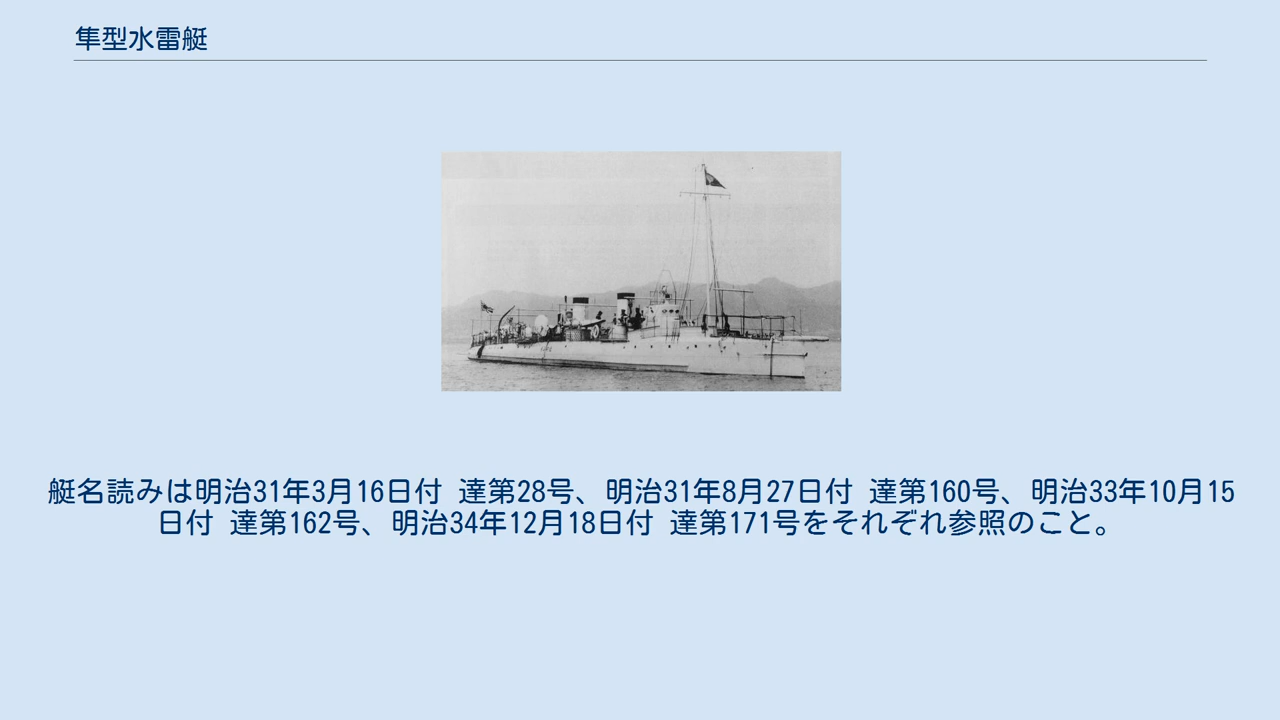 隼型水雷艇
艇名読みは明治31年3月16日付 達第28号、明治31年8月27日付 達第160号、明治33年10月15
日付 達第162号、明治34年12月18日付 達第171号をそれぞれ参照のこと。